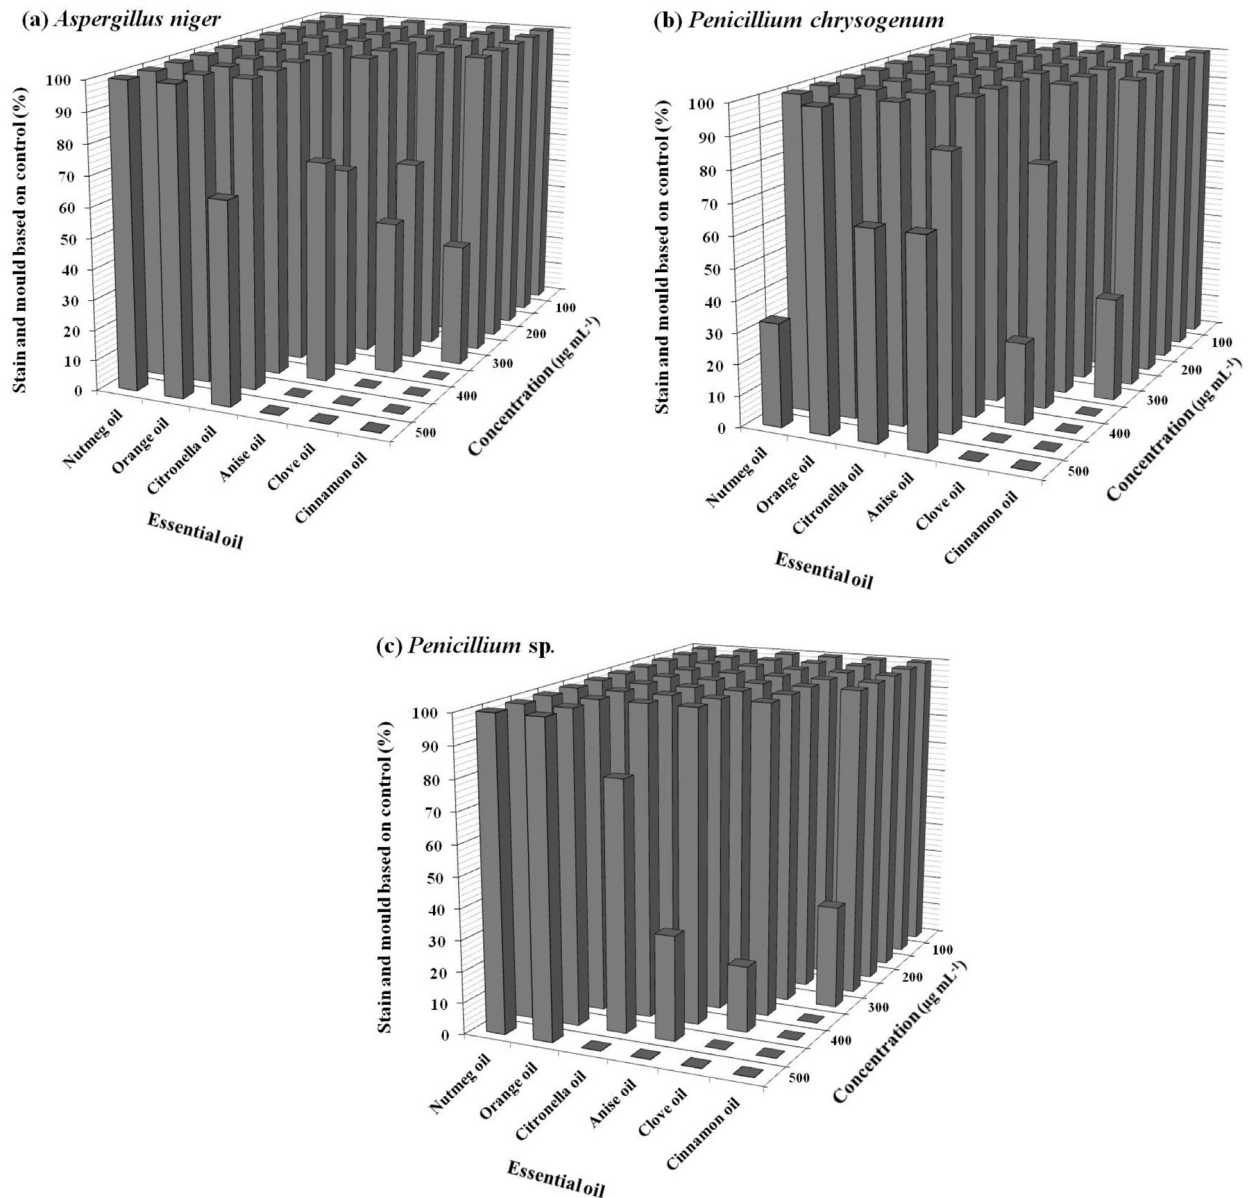 (a) Aspergillus niger
Stain and mould based on control (%)
100
90
80
70
60
50
40
30
20
10
0
Nutmeg oil
Orange oil
Citronella oil
Anise oil
Clove oil
Cinnamon oil
Essential oil
500
400
300
200
100
Concentration (µg mL⁻¹)
(b) Penicillium chrysogenum
Stain and mould based on control (%)
100
90
80
70
60
50
40
30
20
10
0
Nutmeg oil
Orange oil
Citronella oil
Anise oil
Clove oil
Cinnamon oil
Essential oil
500
400
300
200
100
Concentration (µg mL⁻¹)
(c) Penicillium sp.
Stain and mould based on control (%)
100
90
80
70
60
50
40
30
20
10
0
Nutmeg oil
Orange oil
Citronella oil
Anise oil
Clove oil
Cinnamon oil
Essential oil
500
400
300
200
100
Concentration (µg mL⁻¹)